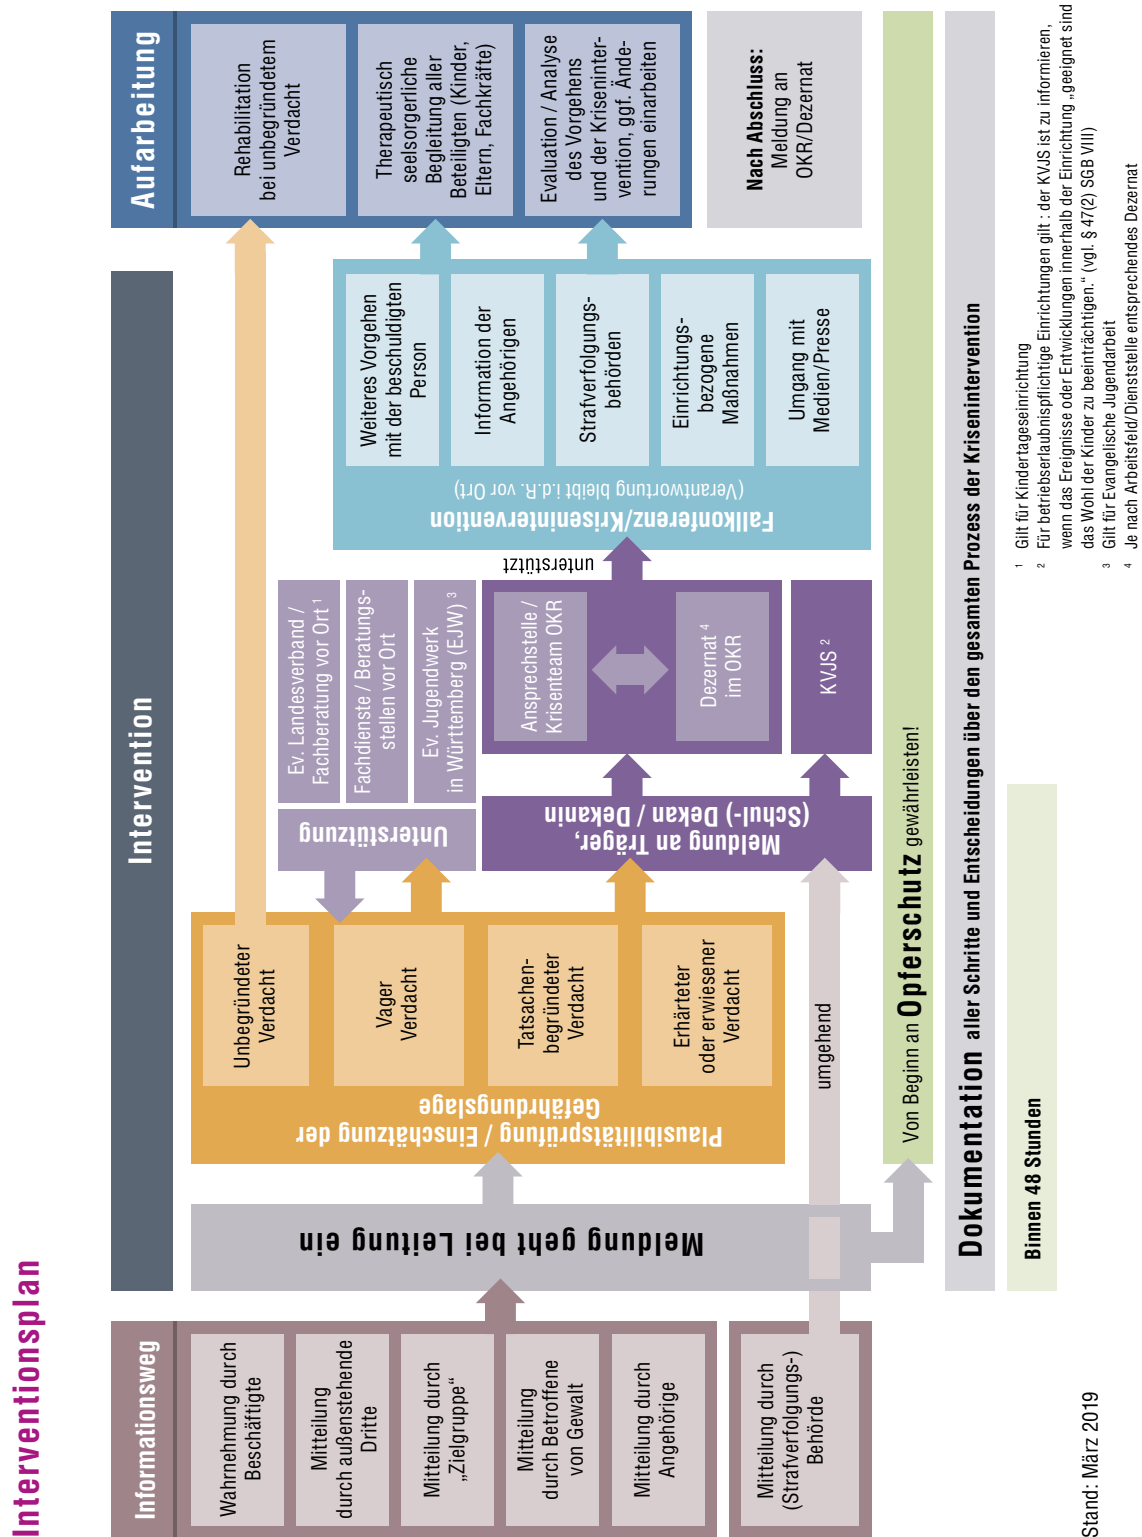 Interventionsplan
Informationsweg
Wahrnehmung durch
Beschäftigte
Mitteilung
durch außenstehende
Dritte
Mitteilung durch
„Zielgruppe“
Mitteilung
durch Betroffene
von Gewalt
Mitteilung durch
Angehörige
Mitteilung durch
(Strafverfolgungs-)
Behörde
Intervention
Meldung geht bei Leitung ein
Plausibilitätsprüfung / Einschätzung der
Gefährdungslage
Unbegründeter
Verdacht
Vager
Verdacht
Tatsachen-
begründeter
Verdacht
Erhärteter
oder erwiesener
Verdacht
umgehend
Unterstützung
Ev. Landesverband /
Fachberatung vor Ort 1
Fachdienste / Beratungs-
stellen vor Ort
Ev. Jugendwerk
in Württemberg (EJW) 3
Meldung an Träger,
(Schul-) Dekan / Dekanin
Ansprechstelle /
Krisenteam OKR
Dezernat 4
im OKR
KVJS 2
unterstützt
Fallkonferenz/Krisenintervention
(Verantwortung bleibt i.d.R. vor Ort)
Weiteres Vorgehen
mit der beschuldigten
Person
Information der
Angehörigen
Strafverfolgungs-
behörden
Einrichtungs-
bezogene
Maßnahmen
Umgang mit
Medien/Presse
Aufarbeitung
Rehabilitation
bei unbegründetem
Verdacht
Therapeutisch
seelsorgerliche
Begleitung aller
Beteiligten (Kinder,
Eltern, Fachkräfte)
Evaluation / Analyse
des Vorgehens
und der Kriseninter-
vention, ggf. Ände-
rungen einarbeiten
Nach Abschluss:
Meldung an
OKR/Dezernat
Von Beginn an Opferschutz gewährleisten!
Dokumentation aller Schritte und Entscheidungen über den gesamten Prozess der Krisenintervention
Binnen 48 Stunden
1 Gilt für Kindertageseinrichtung
2 Für betriebserlaubnispflichtige Einrichtungen gilt : der KVJS ist zu informieren,
wenn das Ereignisse oder Entwicklungen innerhalb der Einrichtung „geeignet sind
das Wohl der Kinder zu beeinträchtigen.“ (vgl. § 47(2) SGB VIII)
3 Gilt für Evangelische Jugendarbeit
4 Je nach Arbeitsfeld/Dienststelle entsprechendes Dezernat
Stand: März 2019